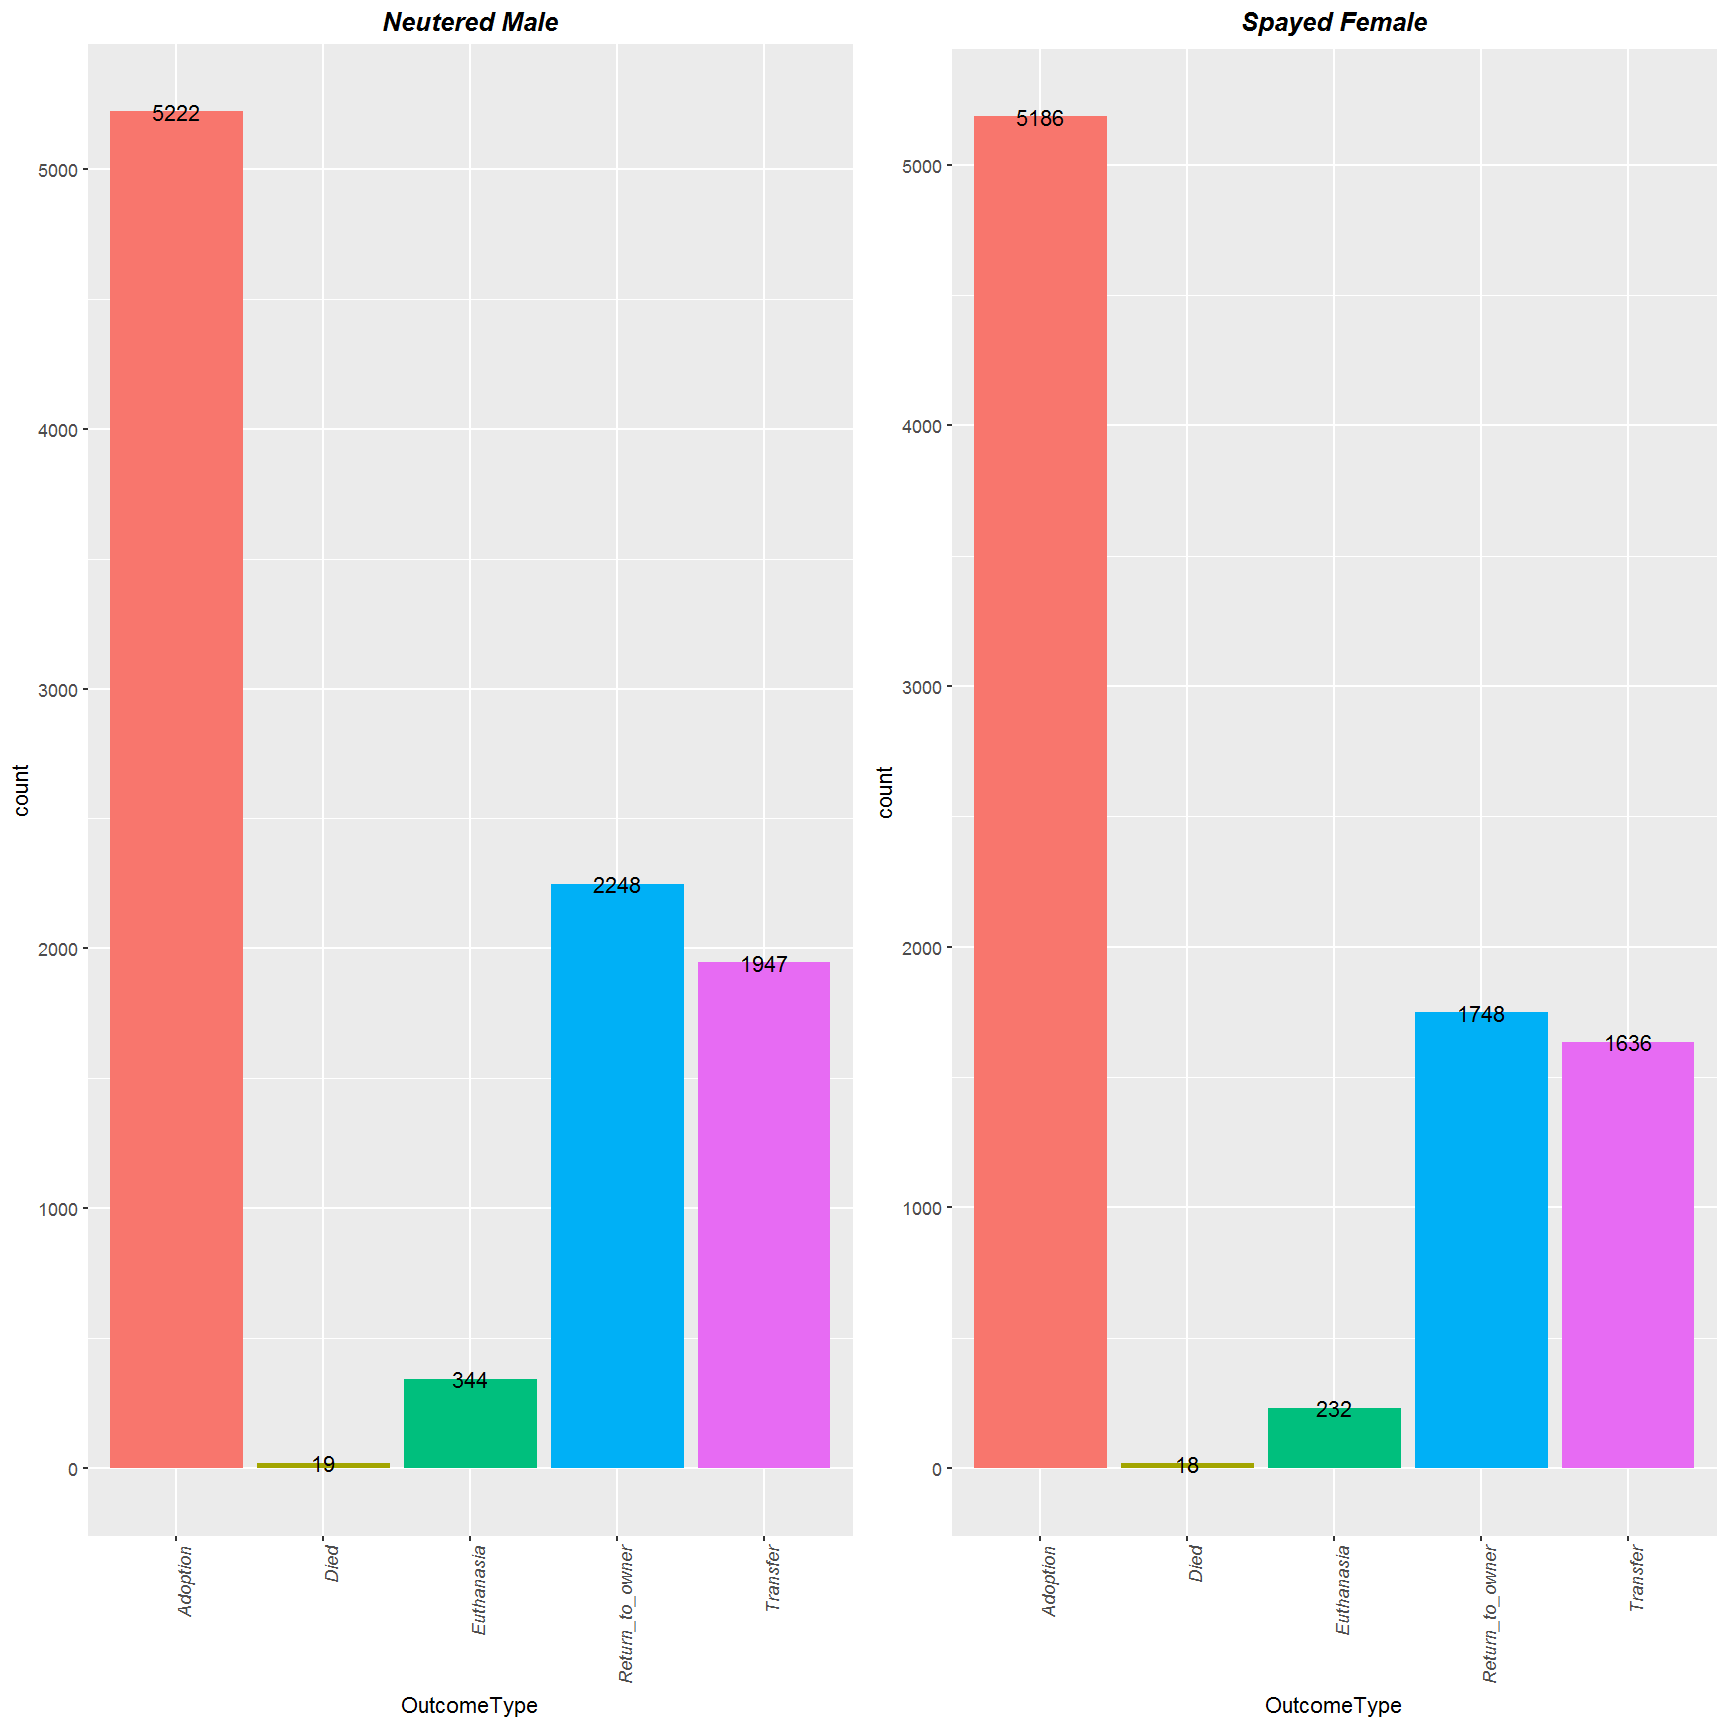 Neutered Male
5222
5000
4000
3000
count
2248
2000
1947
1000
344
19
0
Adoption
Died
Euthanasia
Return_to_owner
Transfer
OutcomeType
Spayed Female
5186
5000
4000
3000
count
2000
1748
1636
1000
232
18
0
Adoption
Died
Euthanasia
Return_to_owner
Transfer
OutcomeType